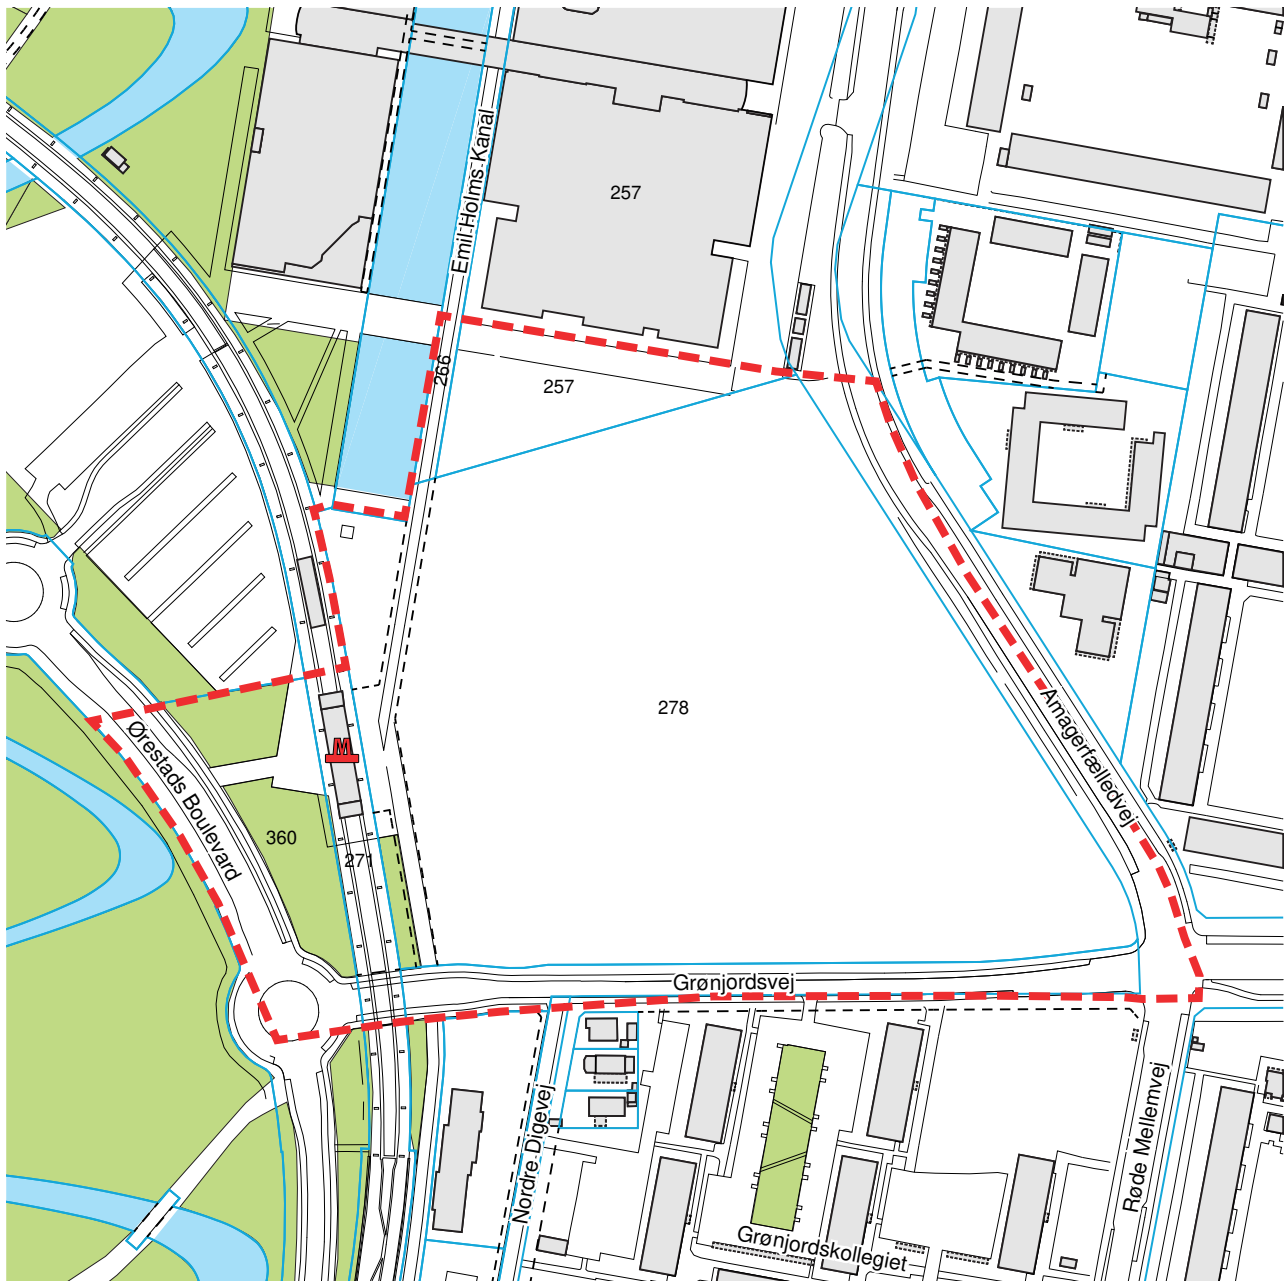 257
Emil Holms Kanal
266
257
278
M
Amagerfælledvej
Ørestads Boulevard
360
271
Grønjordsvej
Nordre Digevej
Røde Mellemvej
Grønjordskollegiet